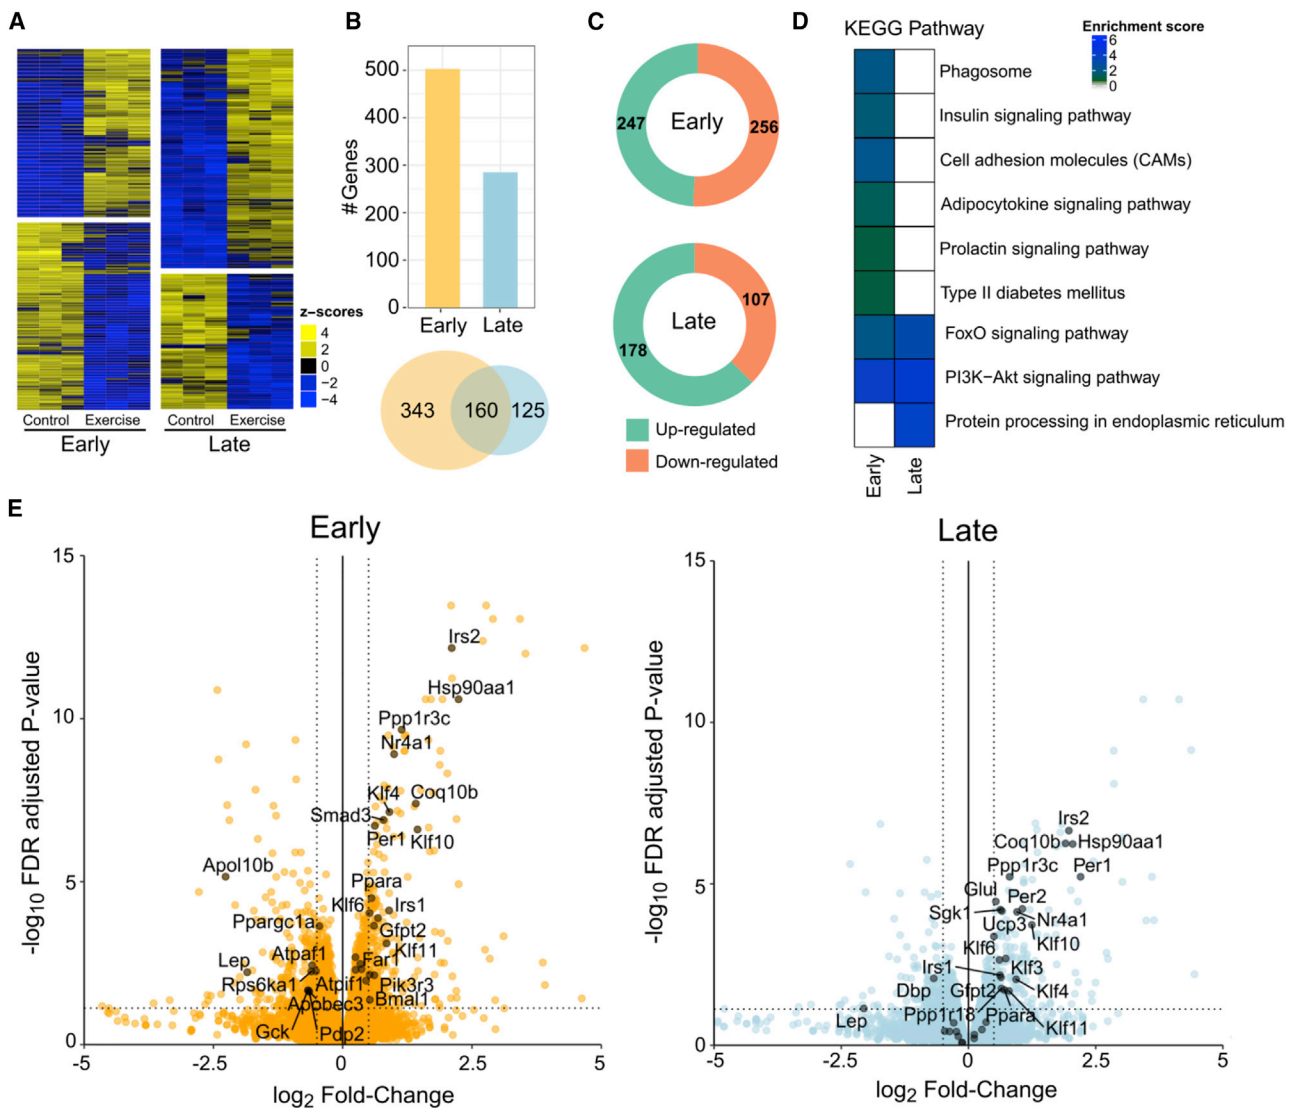 A
Control Exercise
Early
Control Exercise
Late
z−scores
4
2
0
−2
−4
B
#Genes
500
400
300
200
100
0
Early Late
343 160 125
C
247 Early 256
107
Late
178
Up-regulated
Down-regulated
D
KEGG Pathway
Enrichment score
6
4
2
0
Phagosome
Insulin signaling pathway
Cell adhesion molecules (CAMs)
Adipocytokine signaling pathway
Prolactin signaling pathway
Type II diabetes mellitus
FoxO signaling pathway
PI3K−Akt signaling pathway
Protein processing in endoplasmic reticulum
Early
Late
E
Early
-log10 FDR adjusted P-value
15
10
5
0
Irs2
Hsp90aa1
Ppp1r3c
Nr4a1
Klf4 Coq10b
Smad3
Per1 Klf10
Apol10b
Ppara
Klf6 Irs1
Ppargc1a Gfpt2
Klf11
Atpaf1 Far1
Lep
Rps6ka1 Atpif1 Pik3r3
Apobec3 Bmal1
Gck Pdp2
-5 -2.5 0 2.5 5
log2 Fold-Change
Late
-log10 FDR adjusted P-value
15
10
5
0
Irs2
Coq10b Hsp90aa1
Ppp1r3c Per1
Glul Per2
Sgk1 Nr4a1
Ucp3
Klf6 Klf10
Irs1 Klf3
Dbp Gfpt2 Klf4
Lep Ppp1r18 Ppara
Klf11
-5 -2.5 0 2.5 5
log2 Fold-Change